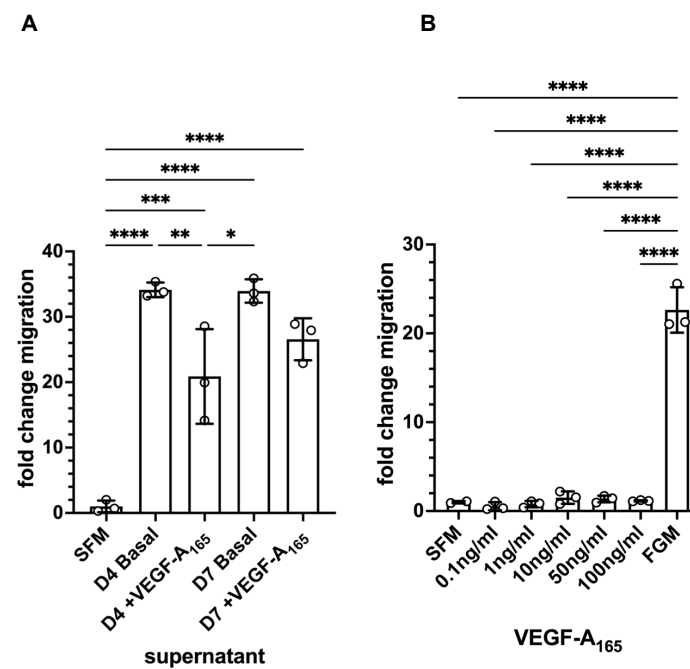 A
****
****
***
**** ** *
fold change migration
40
30
20
10
0
SFM
D4 Basal
D4 +VEGF-A165
D7 Basal
D7 +VEGF-A165
supernatant
B
****
****
****
****
****
****
fold change migration
30
20
10
0
SFM
0.1ng/ml
1ng/ml
10ng/ml
50ng/ml
100ng/ml
FGM
VEGF-A165